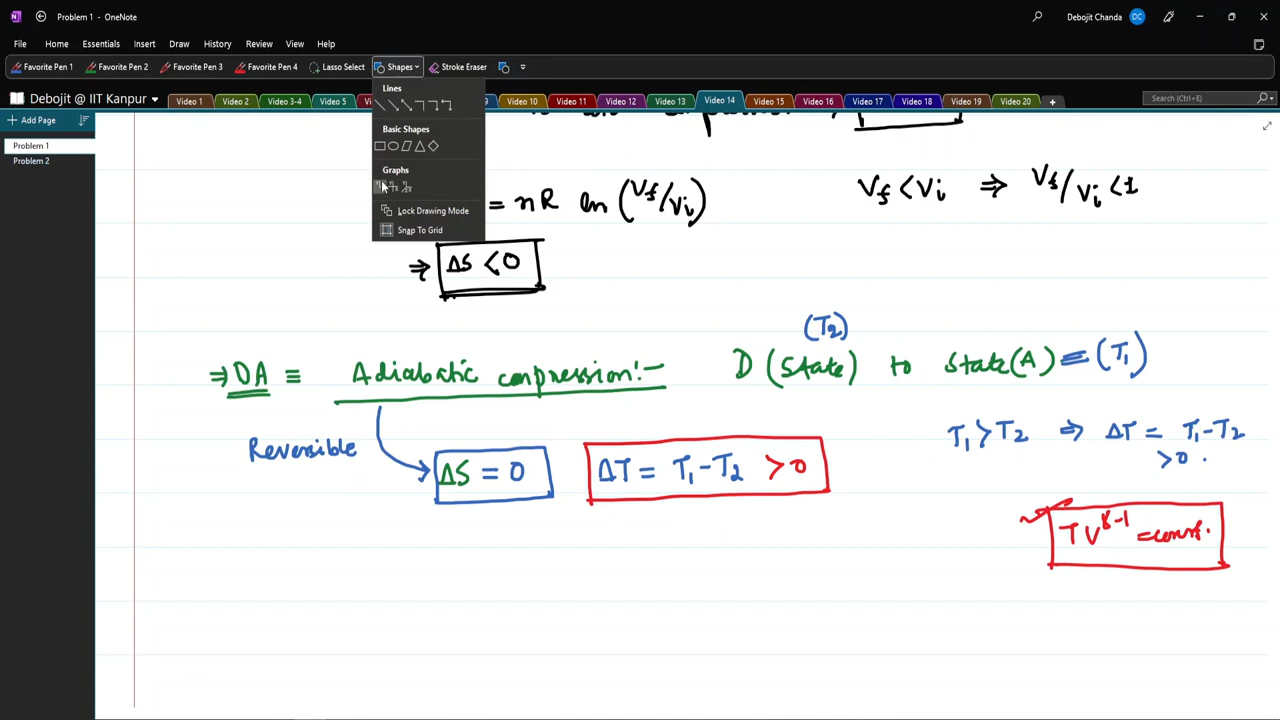 Problem 1 - OneNote
Debojit Chanda DC
File Home Essentials Insert Draw History Review View Help
Favorite Pen 1 Favorite Pen 2 Favorite Pen 3 Favorite Pen 4 Lasso Select Shapes Stroke Eraser
Debojit @ IIT Kanpur
Video 1 Video 2 Video 3-4 Video 5 9 Video 10 Video 11 Video 12 Video 13 Video 14 Video 15 Video 17 Video 18 Video 19 Video 20 +
Search (Ctrl+E)
Add Page
Problem 1
Problem 2
Lines
Basic Shapes
Graphs
Lock Drawing Mode
Snap To Grid
= nR ln (Vf/Vi)
Vf < Vi ⇒ Vf/Vi < 1
⇒ ΔS < 0
(T2)
⇒ DA ≡ Adiabatic compression:- D (State) to State(A) = (T1)
Reversible
T1 > T2 ⇒ ΔT = T1-T2
>0.
ΔS = 0
ΔT = T1-T2 >0
TV^γ-1 = const.